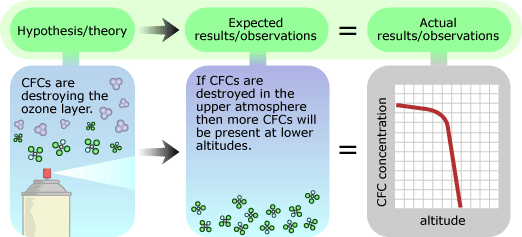 Hypothesis/theory
Expected
results/observations
=
Actual
results/observations
CFCs are
destroying the
ozone layer.
If CFCs are
destroyed in the
upper atmosphere
then more CFCs will
be present at lower
altitudes.
=
CFC concentration
altitude